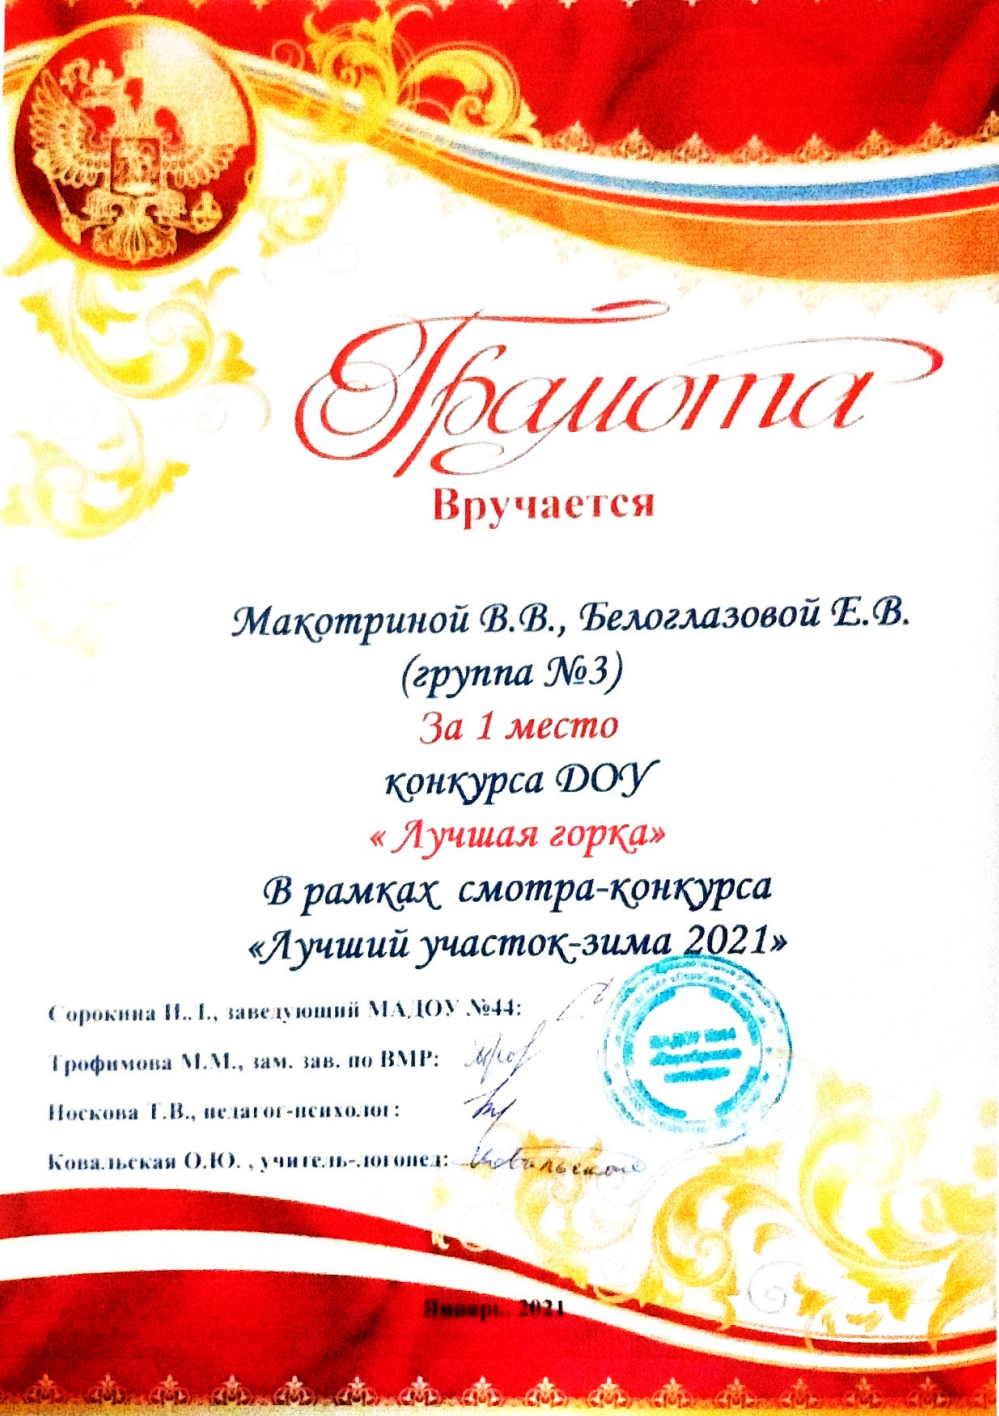 Грамота
Вручается
Макотриной В.В., Белоглазовой Е.В.
(группа №3)
За 1 место
конкурса ДОУ
« Лучшая горка»
В рамках смотра-конкурса
«Лучший участок-зима 2021»
Сорокина И.Л., заведующий МАДОУ №44:
Трофимова М.М., зам. зав. по ВМР:
Носкова Т.В., педагог-психолог:
Ковальская О.Ю. , учитель-логопед:
Январь, 2021